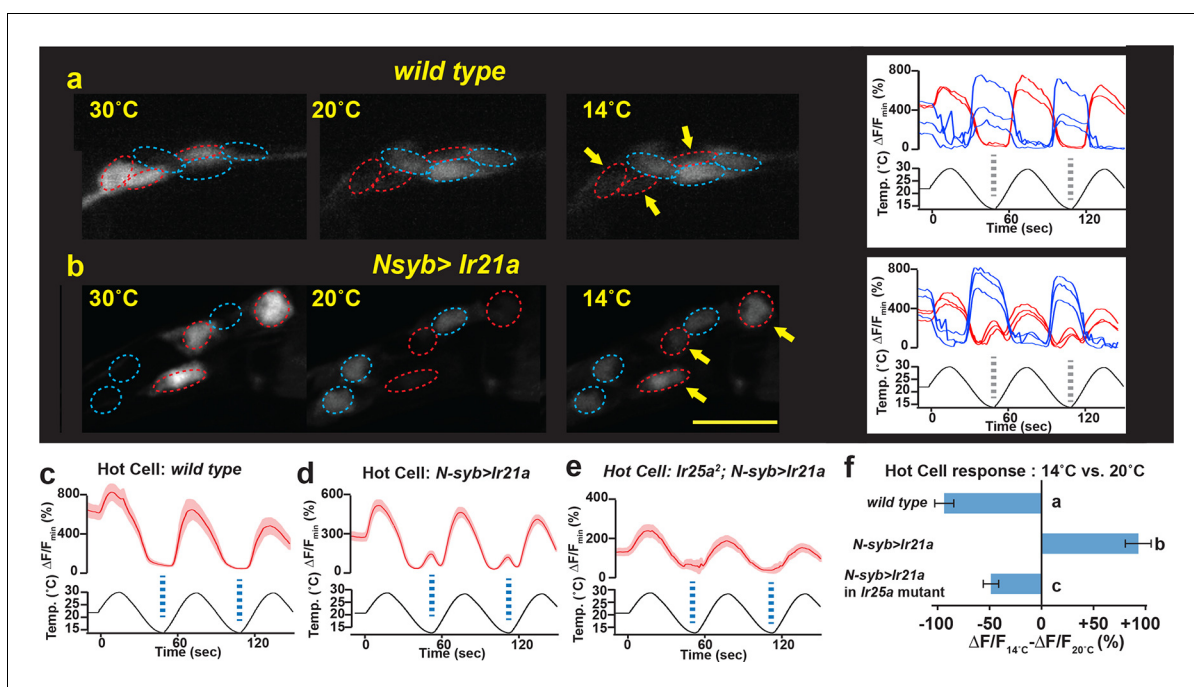 a
wild type
30˚C
20˚C
14˚C
800
400
0
ΔF/Fmin (%)
30
25
20
15
Temp. (˚C)
0
60
120
Time (sec)
b
Nsyb> Ir21a
30˚C
20˚C
14˚C
800
400
0
ΔF/Fmin (%)
30
25
20
15
Temp. (˚C)
0
60
120
Time (sec)
c
Hot Cell: wild type
800
400
0
ΔF/Fmin (%)
30
25
20
15
Temp. (˚C)
0
60
120
Time (sec)
d
Hot Cell: N-syb>Ir21a
600
300
0
ΔF/Fmin (%)
30
25
20
15
Temp. (˚C)
0
60
120
Time (sec)
e
Hot Cell: Ir25a²; N-syb>Ir21a
400
200
0
ΔF/Fmin (%)
30
25
20
15
Temp. (˚C)
0
60
120
Time (sec)
f
Hot Cell response : 14˚C vs. 20˚C
wild type
a
N-syb>Ir21a
b
N-syb>Ir21a
in Ir25a mutant
c
-100
-50
0
+50
+100
ΔF/F14˚C-ΔF/F20˚C (%)